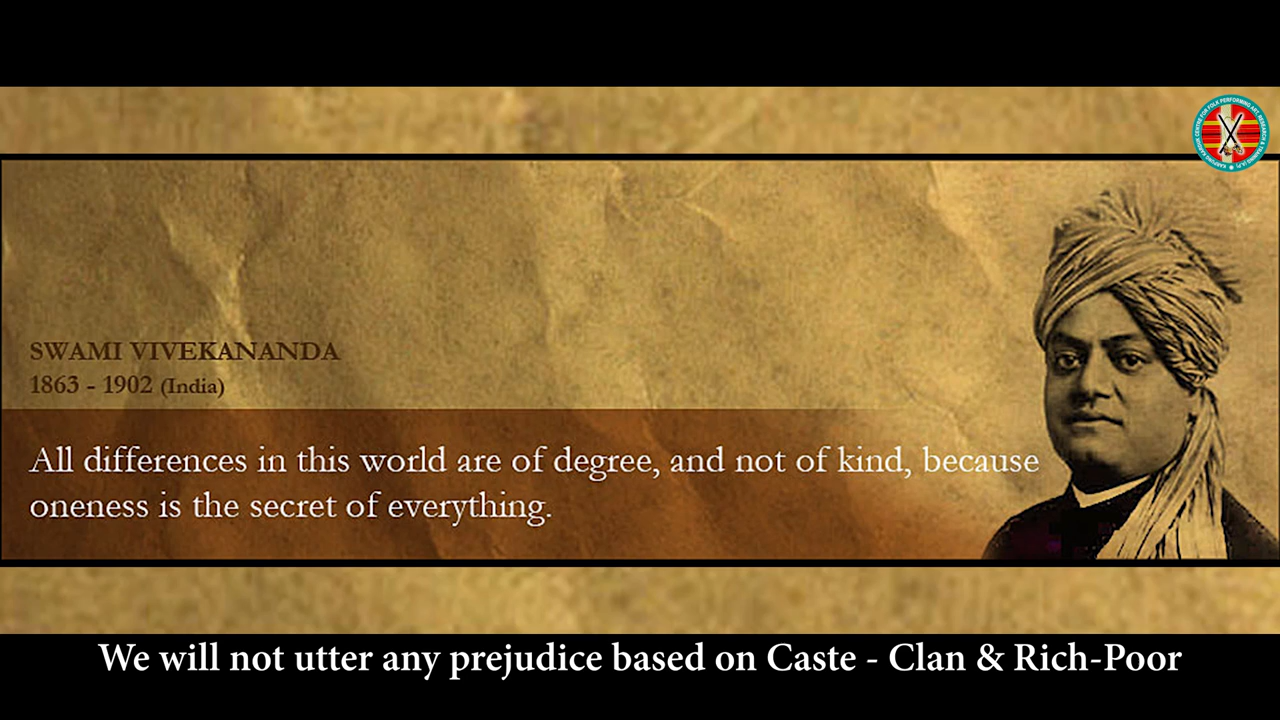 SWAMI VIVEKANANDA
1863 - 1902 (India)
All differences in this world are of degree, and not of kind, because
oneness is the secret of everything.
We will not utter any prejudice based on Caste - Clan & Rich-Poor